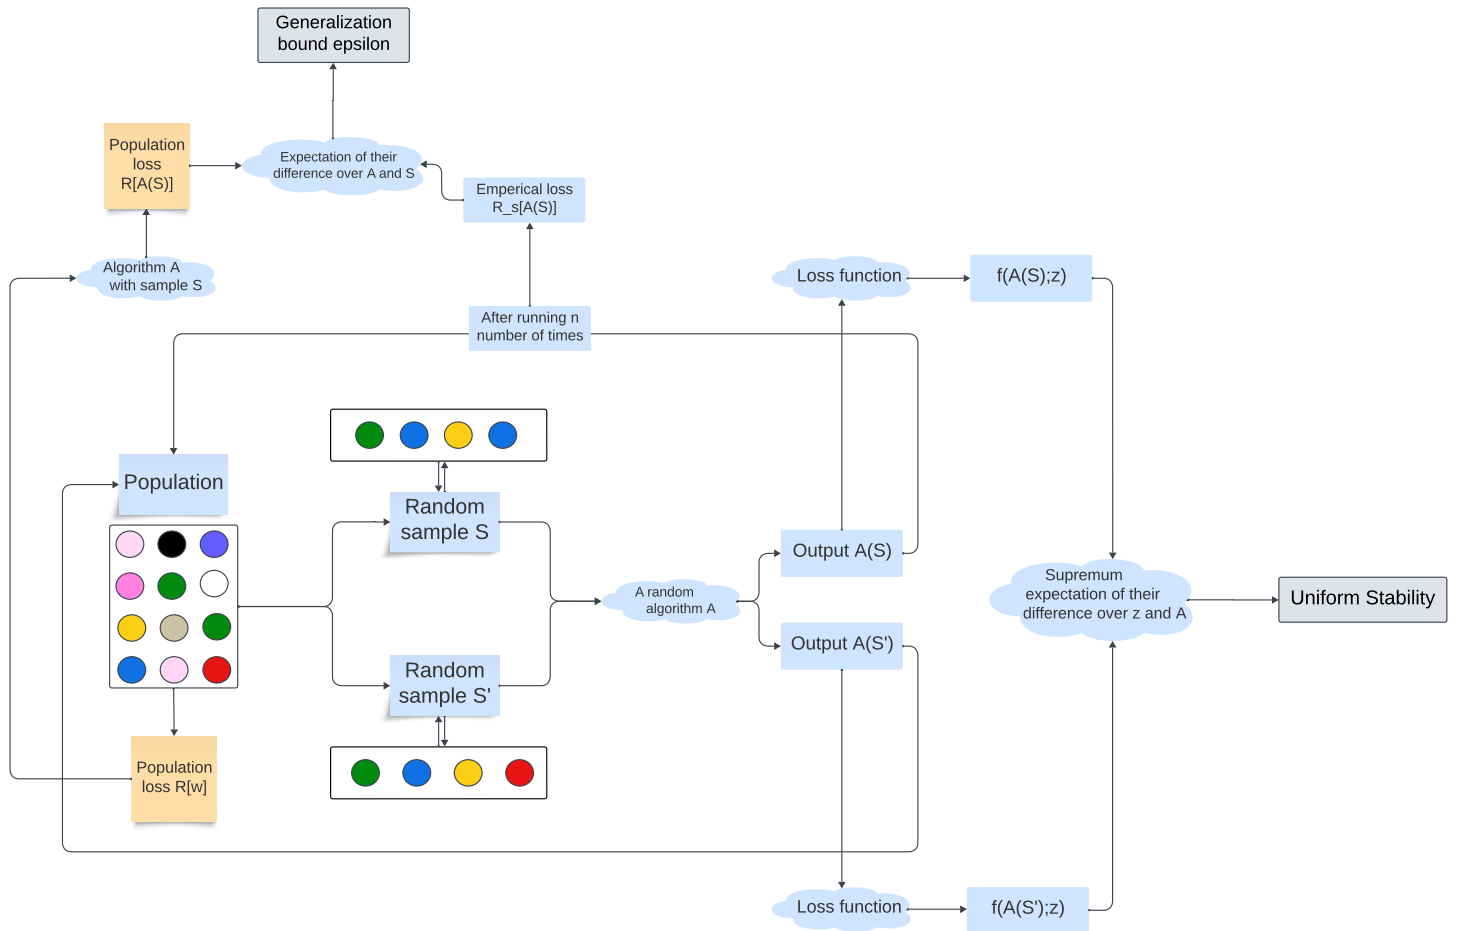 Generalization
bound epsilon
Population
loss
R[A(S)]
Expectation of their
difference over A and S
Emperical loss
R_s[A(S)]
Algorithm A
with sample S
Loss function
f(A(S);z)
After running n
number of times
Population
Random
sample S
Output A(S)
A random
algorithm A
Supremum
expectation of their
difference over z and A
Uniform Stability
Output A(S')
Random
sample S'
Population
loss R[w]
Loss function
f(A(S');z)